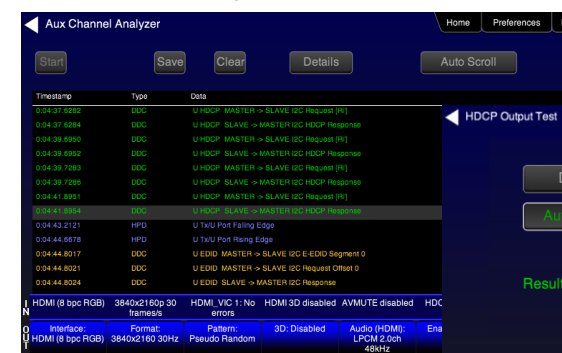 Aux Channel Analyzer
Home Preferences
Start Save Clear Details Auto Scroll
Timestamp Type Data
0:04:37.6282 DDC U HDCP MASTER -> SLAVE I2C Request [Ri']
0:04:37.6284 DDC U HDCP SLAVE -> MASTER I2C HDCP Response
0:04:39.6950 DDC U HDCP MASTER -> SLAVE I2C Request [Ri']
0:04:39.6952 DDC U HDCP SLAVE -> MASTER I2C HDCP Response
0:04:39.7283 DDC U HDCP MASTER -> SLAVE I2C Request [Ri']
0:04:39.7286 DDC U HDCP SLAVE -> MASTER I2C HDCP Response
0:04:41.8951 DDC U HDCP MASTER -> SLAVE I2C Request [Ri']
0:04:41.8954 DDC U HDCP SLAVE -> MASTER I2C HDCP Response
0:04:43.2121 HPD U Tx/U Port Falling Edge
0:04:44.6678 HPD U Tx/U Port Rising Edge
0:04:44.8017 DDC U EDID MASTER -> SLAVE I2C E-EDID Segment 0
0:04:44.8021 DDC U EDID MASTER -> SLAVE I2C Request Offset 0
0:04:44.8024 DDC U EDID SLAVE -> MASTER I2C Response
HDCP Output Test
Au
Resul
IN
HDMI (8 bpc RGB) 3840x2160p 30 HDMI_VIC 1: No HDMI 3D disabled AVMUTE disabled HDC
frames/s errors
OUT
Interface: Format: Pattern: 3D: Disabled Audio (HDMI): Ena
HDMI (8 bpc RGB) 3840x2160 30Hz Pseudo Random LPCM 2.0ch
48kHz